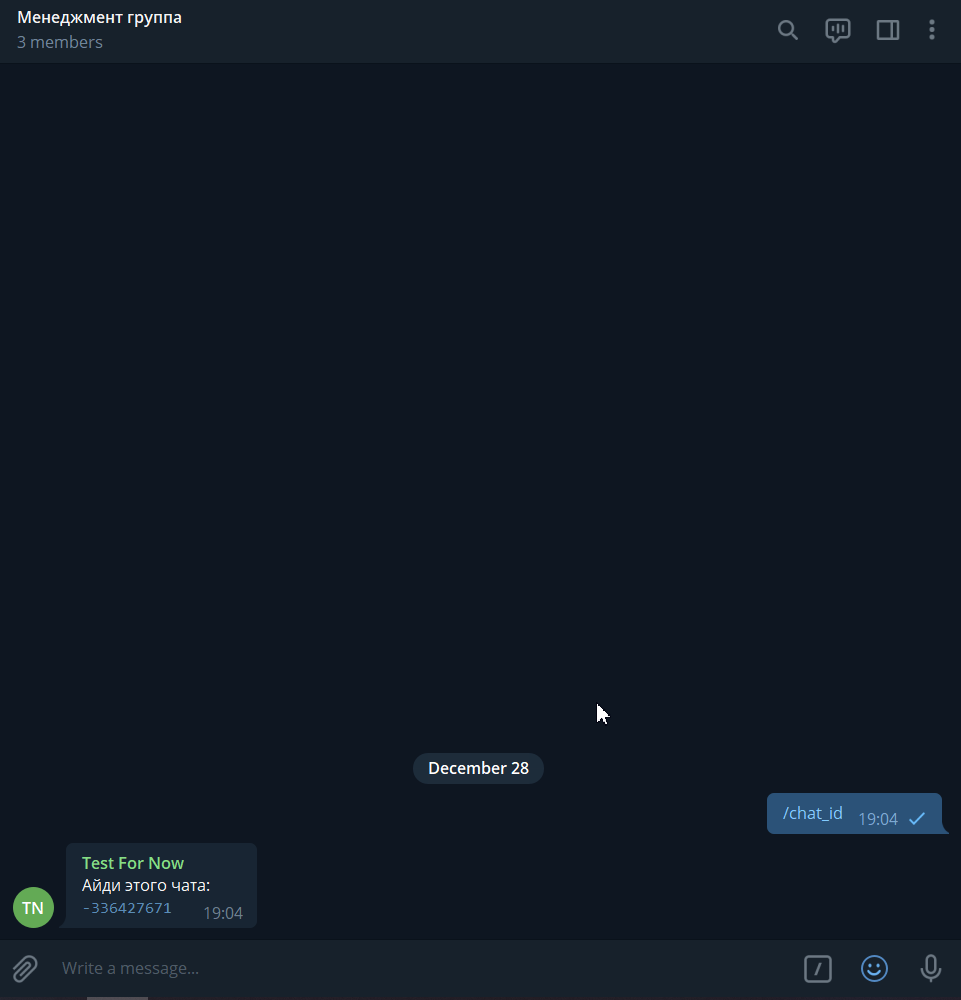 Менеджмент группа
3 members
December 28
/chat_id 19:04
Test For Now
Айди этого чата:
TN
-336427671 19:04
Write a message...